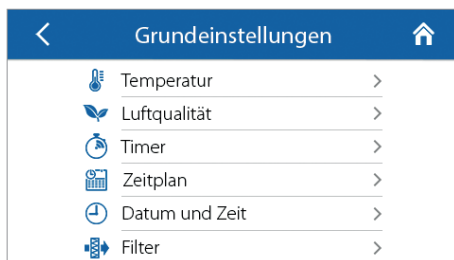 Grundeinstellungen
Temperatur
Luftqualität
Timer
Zeitplan
Datum und Zeit
Filter